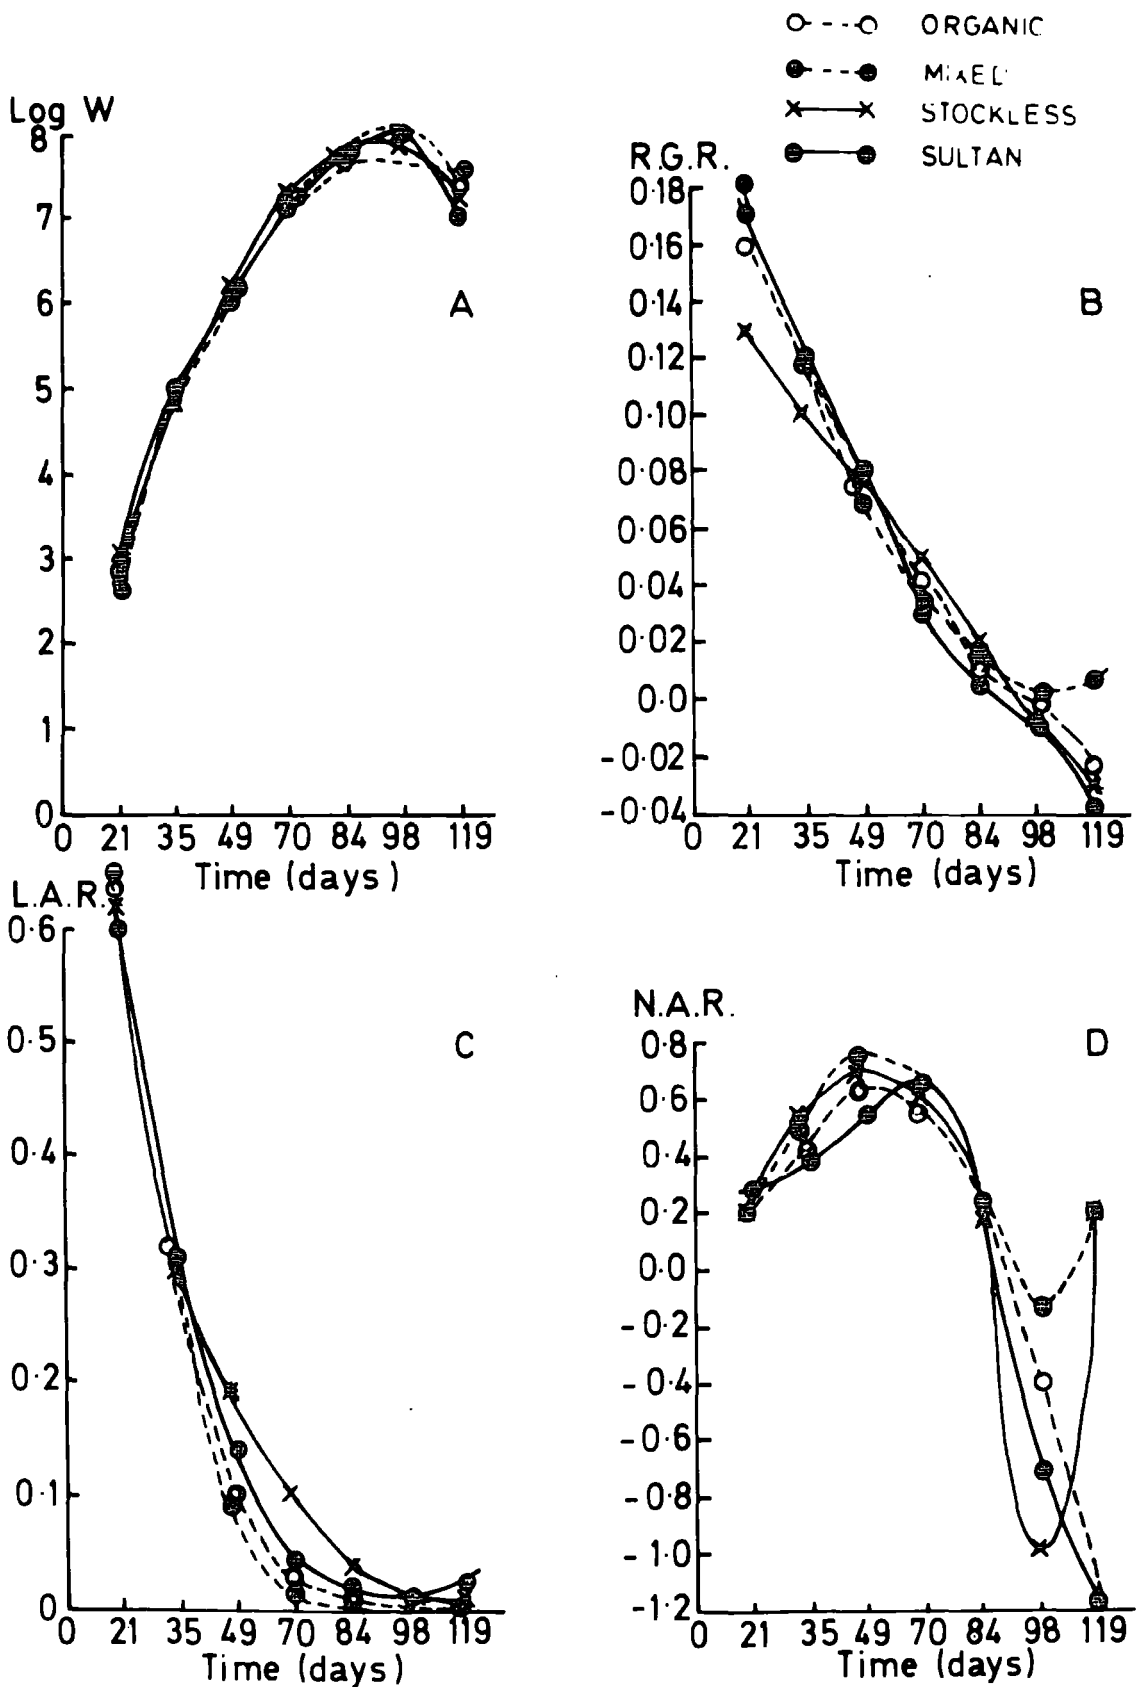 ORGANIC
MIXED
STOCKLESS
SULTAN
Log W
8
7
6
5
4
3
2
1
0
A
0 21 35 49 70 84 98 119
Time (days)
R.G.R.
0·18
0·16
0·14
0·12
0·10
0·08
0·06
0·04
0·02
0·0
-0·02
-0·04
B
0 21 35 49 70 84 98 119
Time (days)
L.A.R.
0·6
0·5
0·4
0·3
0·2
0·1
0
C
0 21 35 49 70 84 98 119
Time (days)
N.A.R.
0·8
0·6
0·4
0·2
0·0
-0·2
-0·4
-0·6
-0·8
-1·0
-1·2
D
0 21 35 49 70 84 98 119
Time (days)